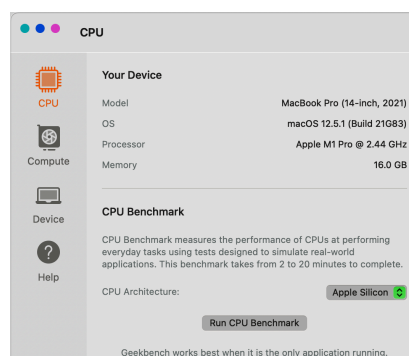 CPU
CPU
Compute
Device
Help
Your Device
Model MacBook Pro (14-inch, 2021)
OS macOS 12.5.1 (Build 21G83)
Processor Apple M1 Pro @ 2.44 GHz
Memory 16.0 GB
CPU Benchmark
CPU Benchmark measures the performance of CPUs at performing
everyday tasks using tests designed to simulate real-world
applications. This benchmark takes from 2 to 20 minutes to complete.
CPU Architecture: Apple Silicon
Run CPU Benchmark
Geekbench works best when it is the only application running.